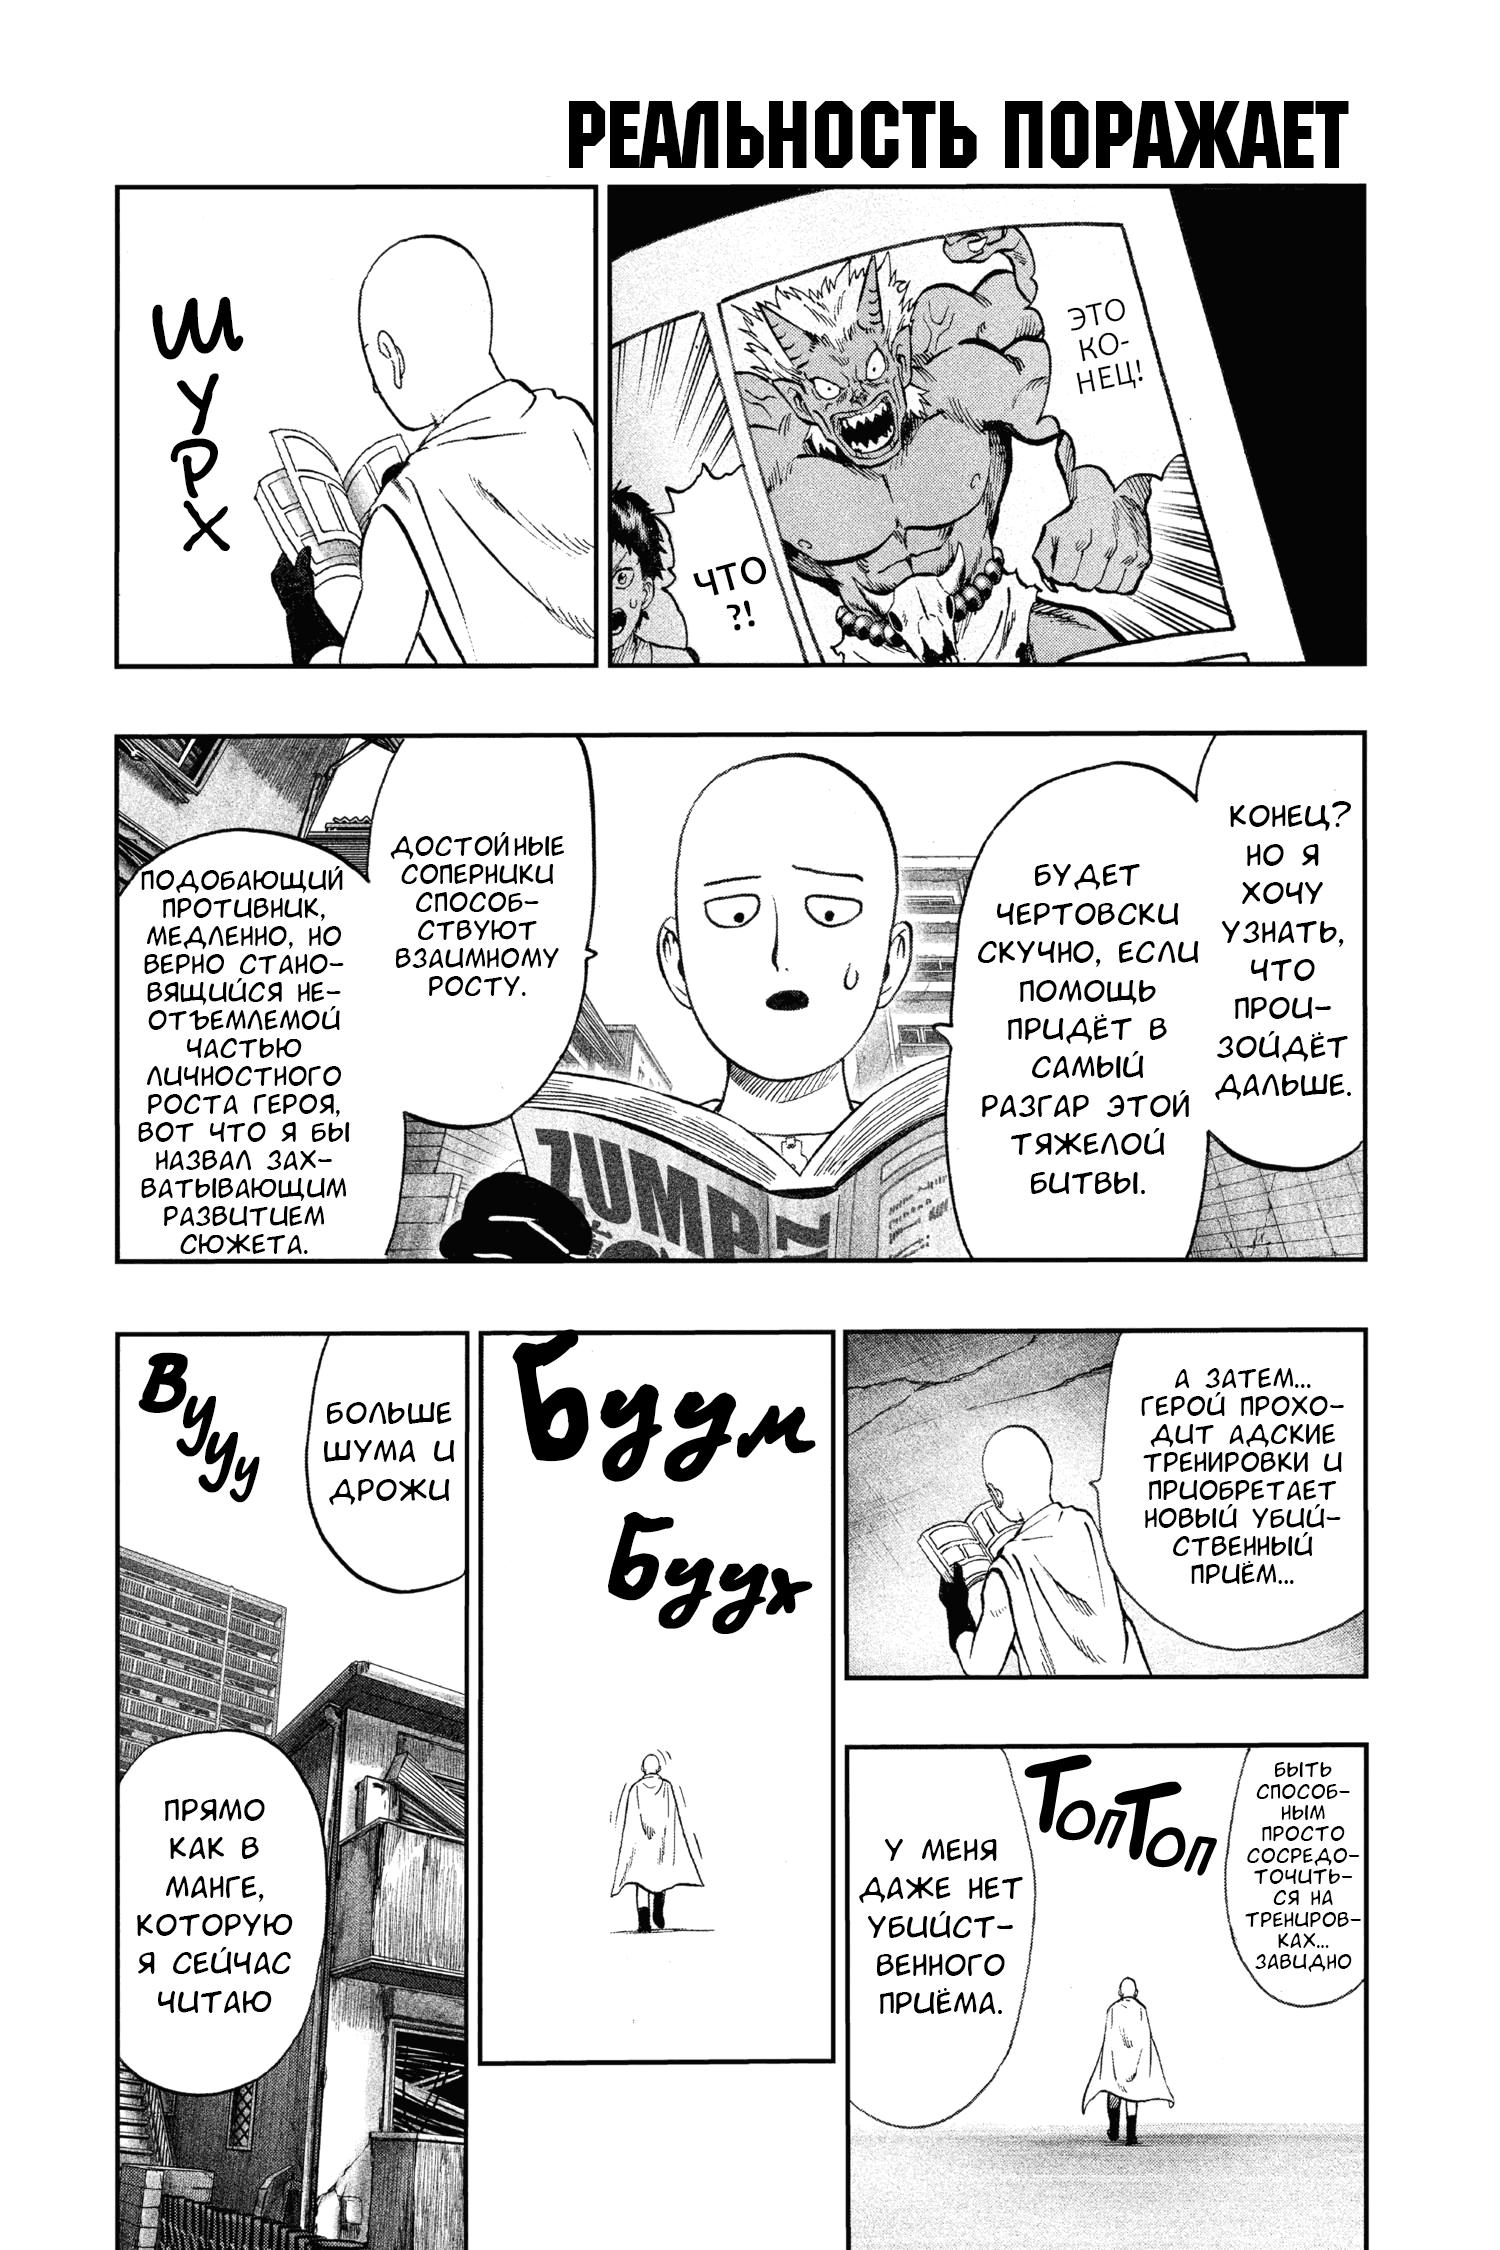 РЕАЛЬНОСТЬ ПОРАЖАЕТ
ЭТО
КО-
НЕЦ!
ЧТО
?!
ШУРХ
КОНЕЦ?
НО Я
ХОЧУ
УЗНАТЬ,
ЧТО
ПРОИ-
ЗОЙДЁТ
ДАЛЬШЕ.
БУДЕТ
ЧЕРТОВСКИ
СКУЧНО, ЕСЛИ
ПОМОЩЬ
ПРИДЁТ В
САМЫЙ
РАЗГАР ЭТОЙ
ТЯЖЕЛОЙ
БИТВЫ.
ДОСТОЙНЫЕ
СОПЕРНИКИ
СПОСОБ-
СТВУЮТ
ВЗАИМНОМУ
РОСТУ.
ПОДОБАЮЩИЙ
ПРОТИВНИК,
МЕДЛЕННО, НО
ВЕРНО СТАНО-
ВЯЩИЙСЯ НЕ-
ОТЪЕМЛЕМОЙ
ЧАСТЬЮ
ЛИЧНОСТНОГО
РОСТА ГЕРОЯ,
ВОТ ЧТО Я БЫ
НАЗВАЛ ЗАХ-
ВАТЫВАЮЩИМ
РАЗВИТИЕМ
СЮЖЕТА.
ZUMP
А ЗАТЕМ...
ГЕРОЙ ПРОХО-
ДИТ АДСКИЕ
ТРЕНИРОВКИ И
ПРИОБРЕТАЕТ
НОВЫЙ УБИЙ-
СТВЕННЫЙ
ПРИЁМ...
БЫТЬ
СПОСОБ-
НЫМ
ПРОСТО
СОСРЕДО-
ТОЧИТЬ-
СЯ НА
ТРЕНИРОВ-
КАХ...
ЗАВИДНО
ТопТоп
У МЕНЯ
ДАЖЕ НЕТ
УБИЙСТ-
ВЕННОГО
ПРИЁМА.
Буум
Буух
БОЛЬШЕ
ШУМА И
ДРОЖИ
Вууу
ПРЯМО
КАК В
МАНГЕ,
КОТОРУЮ
Я СЕЙЧАС
ЧИТАЮ